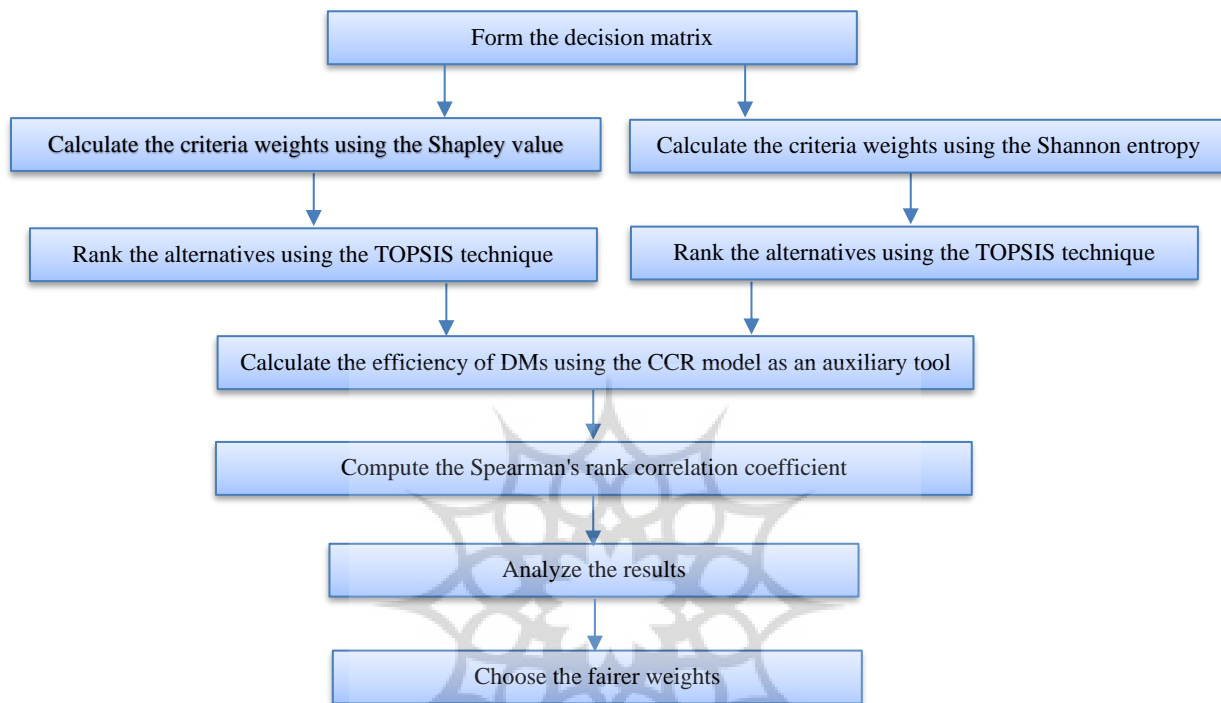 Form the decision matrix
Calculate the criteria weights using the Shapley value
Calculate the criteria weights using the Shannon entropy
Rank the alternatives using the TOPSIS technique
Rank the alternatives using the TOPSIS technique
Calculate the efficiency of DMs using the CCR model as an auxiliary tool
Compute the Spearman's rank correlation coefficient
Analyze the results
Choose the fairer weights